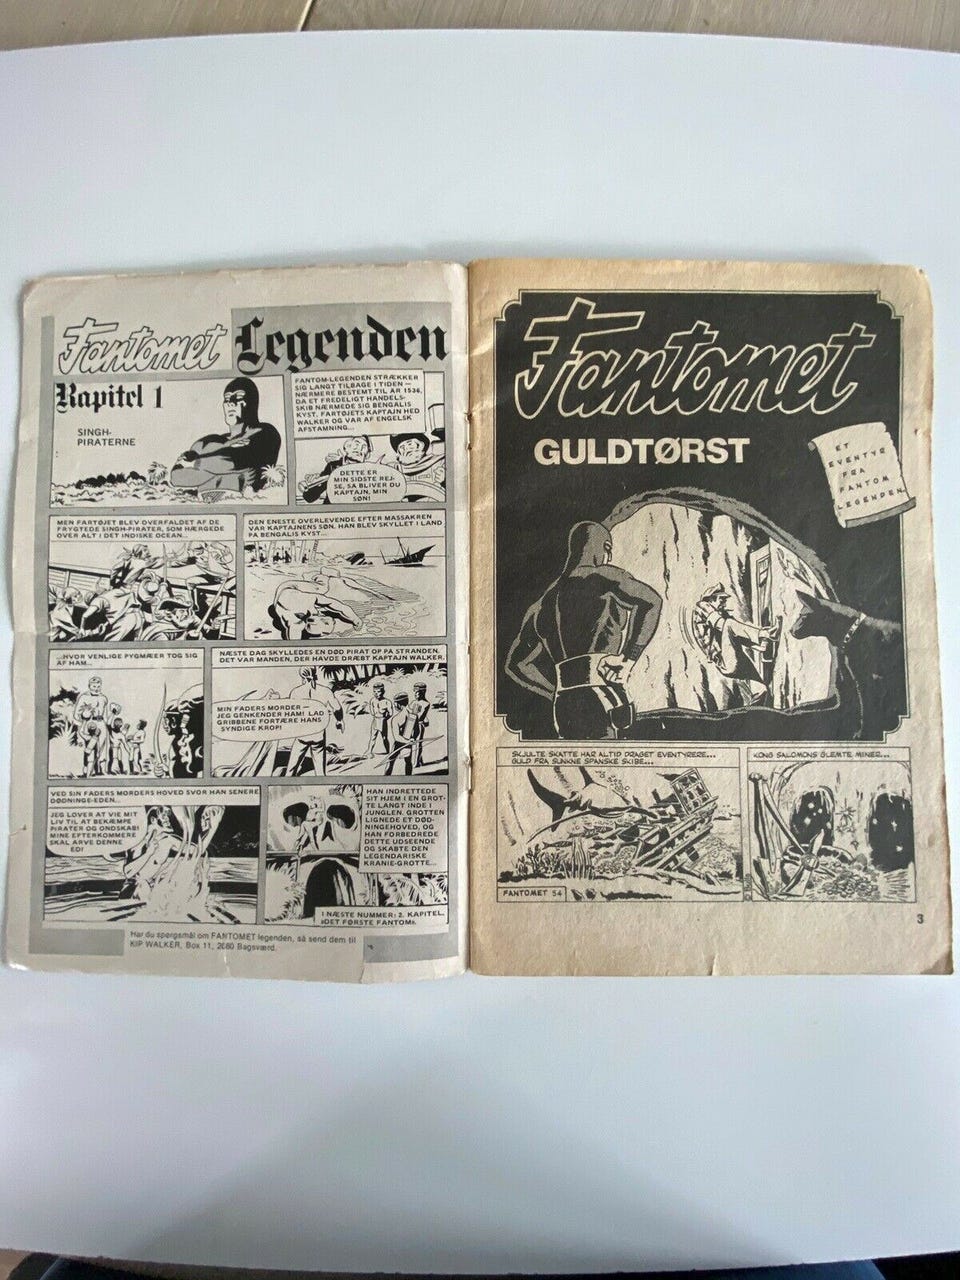 Fantomet Legenden
Kapitel 1
SINGH-
PIRATERNE
FANTOM-LEGENDEN STRÆKKER
SIG LANGT TILBAGE I TIDEN —
NÆRMERE BESTEMT TIL ÅR 1536,
DA ET FREDELIGT HANDELS-
SKIB NÆRMEDE SIG BENGALIS
KYST. FARTØJETS KAPTAJN HED
WALKER OG VAR AF ENGELSK
AFSTAMNING...
DETTE ER
MIN SIDSTE REJ-
SE, SÅ BLIVER DU
KAPTAJN, MIN
SØN!
MEN FARTØJET BLEV OVERFALDET AF DE
FRYGTEDE SINGH-PIRATER, SOM HÆRGEDE
OVER ALT I DET INDISKE OCEAN...
DEN ENESTE OVERLEVENDE EFTER MASSAKREN
VAR KAPTAJNENS SØN. HAN BLEV SKYLLET I LAND
PÅ BENGALIS KYST...
...HVOR VENLIGE PYGMÆER TOG SIG
AF HAM...
NÆSTE DAG SKYLLEDES EN DØD PIRAT OP PÅ STRANDEN.
DET VAR MANDEN, DER HAVDE DRÆBT KAPTAJN WALKER.
MIN FADERS MORDER —
JEG GENKENDER HAM! LAD
GRIBBENE FORTÆRE HANS
SYNDIGE KROP!
VED SIN FADERS MORDERS HOVED SVOR HAN SENERE
DØDNINGE-EDEN...
JEG LOVER AT VIE MIT
LIV TIL AT BEKÆMPE
PIRATER OG ONDSKAB!
MINE EFTERKOMMERE
SKAL ARVE DENNE
ED!
HAN INDRETTEDE
SIT HJEM I EN GROT-
TE LANGT INDE I
JUNGLEN. GROTTEN
LIGNEDE ET DØD-
NINGEHOVED, OG
HAN FORBEDREDE
DETTE UDSEENDE
OG SKABTE DEN
LEGENDARISKE
KRANIE-GROTTE...
I NÆSTE NUMMER: 2. KAPITEL,
»DET FØRSTE FANTOM«.
Har du spørgsmål om FANTOMET legenden, så send dem til
KIP WALKER, Box 11, 2880 Bagsværd.
Fantomet
GULDTØRST
ET
EVENTYR
FRA
FANTOM
LEGENDEN
SKJULTE SKATTE HAR ALTID DRAGET EVENTYRERE...
GULD FRA SUNKNE SPANSKE SKIBE...
KONG SALOMONS GLEMTE MINER...
FANTOMET 54
3